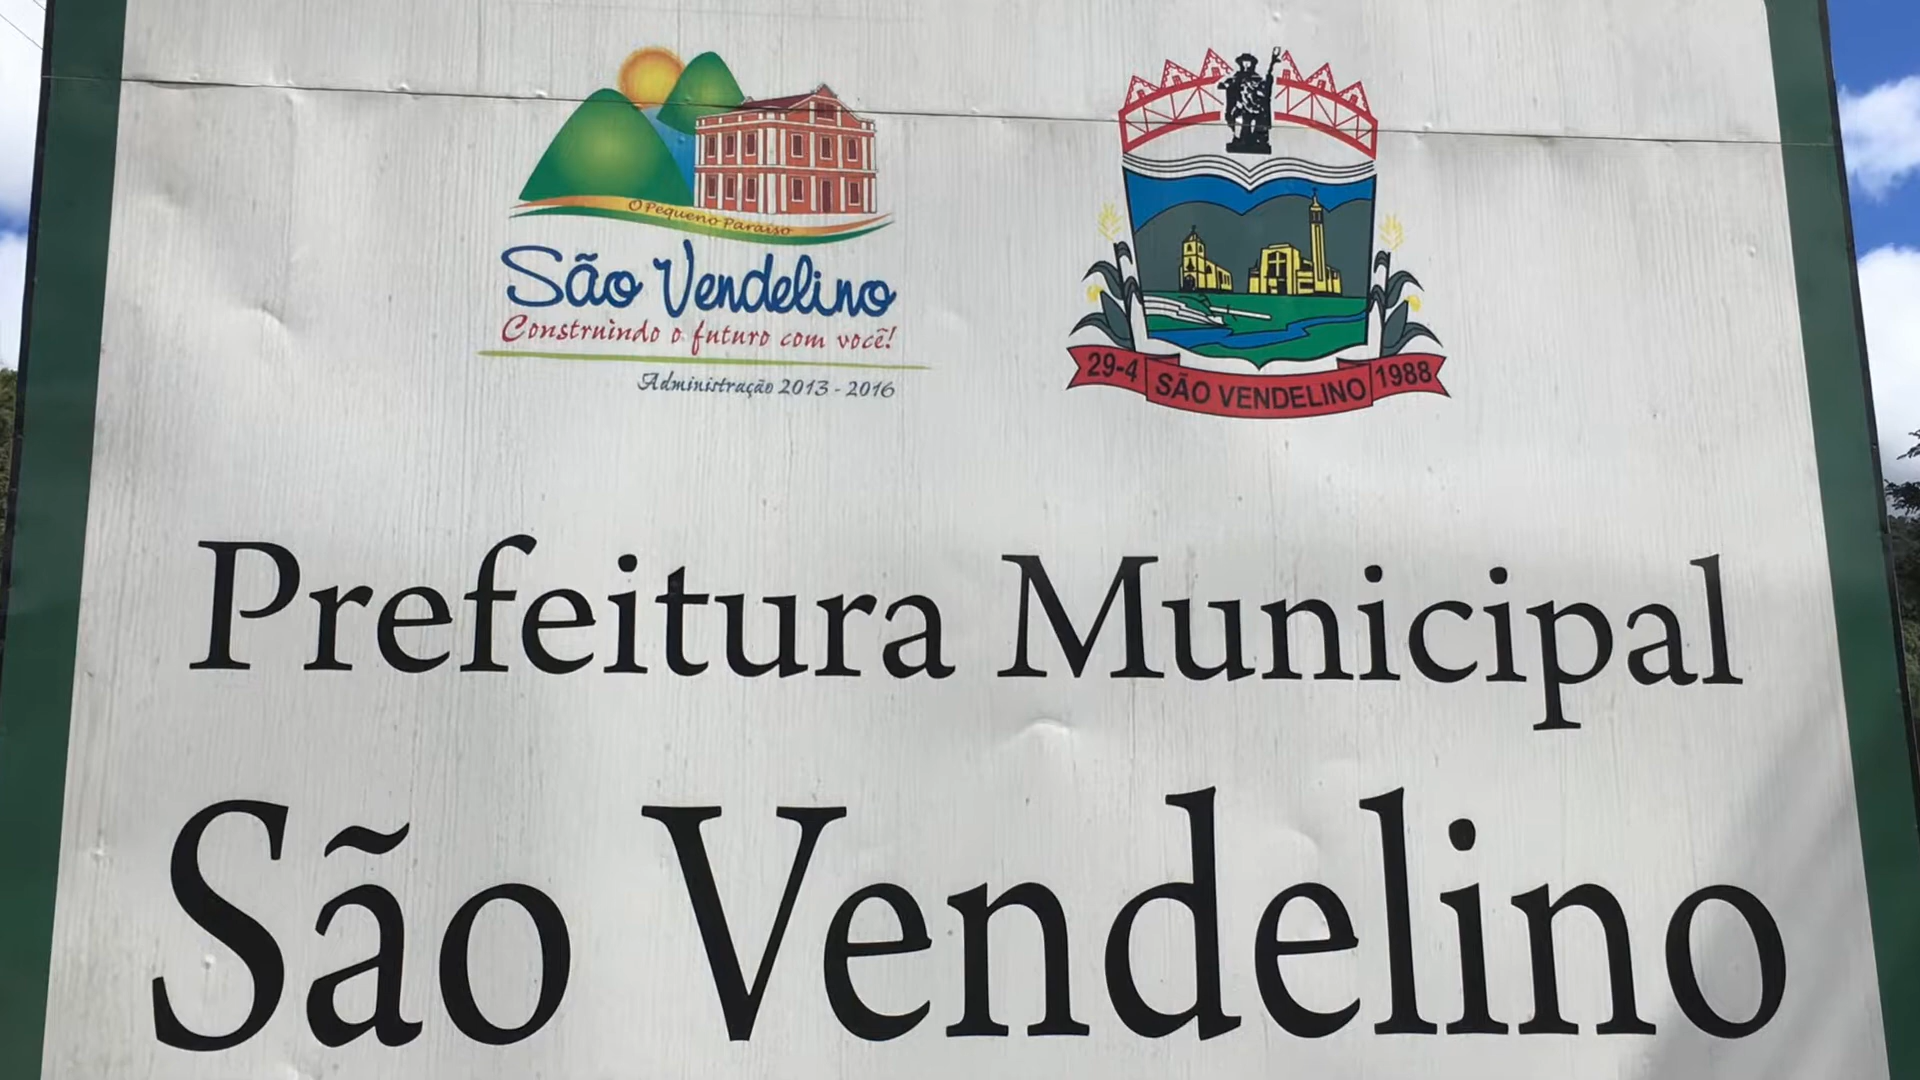 O Pequeno Paraíso
São Vendelino
Construindo o futuro com você!
Administração 2013 - 2016
29-4 SÃO VENDELINO 1988
Prefeitura Municipal
São Vendelino